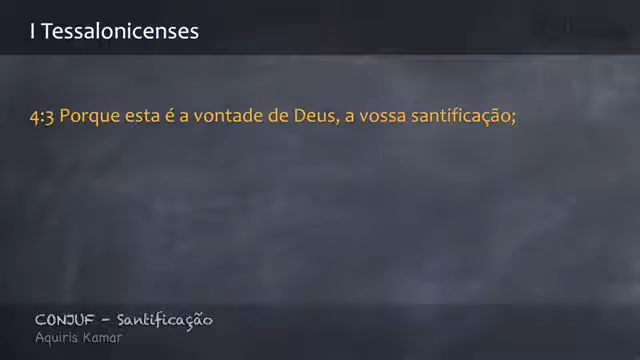 I Tessalonicenses
4:3 Porque esta é a vontade de Deus, a vossa santificação;
CONJUF - Santificação
Aquiris Kamar